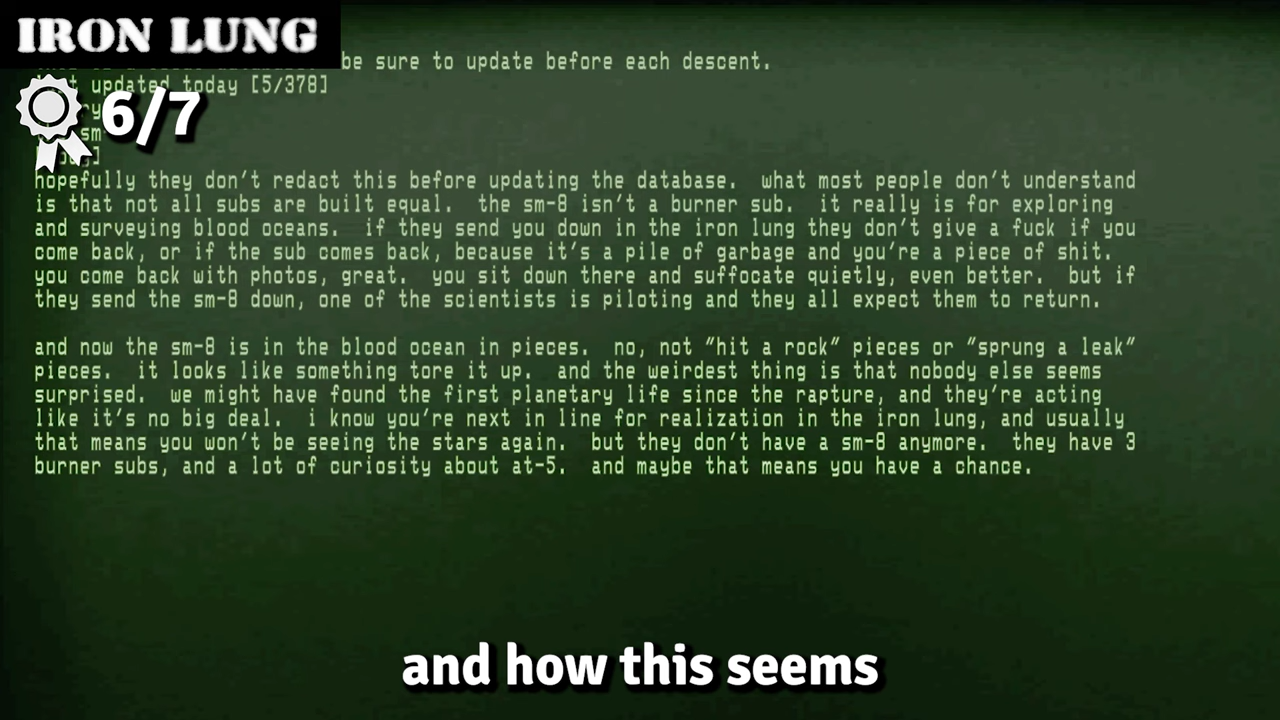 IRON LUNG
be sure to update before each descent.
updated today [5/378]
6/7
hopefully they don't redact this before updating the database. what most people don't understand
is that not all subs are built equal. the sm-8 isn't a burner sub. it really is for exploring
and surveying blood oceans. if they send you down in the iron lung they don't give a fuck if you
come back, or if the sub comes back, because it's a pile of garbage and you're a piece of shit.
you come back with photos, great. you sit down there and suffocate quietly, even better. but if
they send the sm-8 down, one of the scientists is piloting and they all expect them to return.
and now the sm-8 is in the blood ocean in pieces. no, not "hit a rock" pieces or "sprung a leak"
pieces. it looks like something tore it up. and the weirdest thing is that nobody else seems
surprised. we might have found the first planetary life since the rapture, and they're acting
like it's no big deal. i know you're next in line for realization in the iron lung, and usually
that means you won't be seeing the stars again. but they don't have a sm-8 anymore. they have 3
burner subs, and a lot of curiosity about at-5. and maybe that means you have a chance.
and how this seems